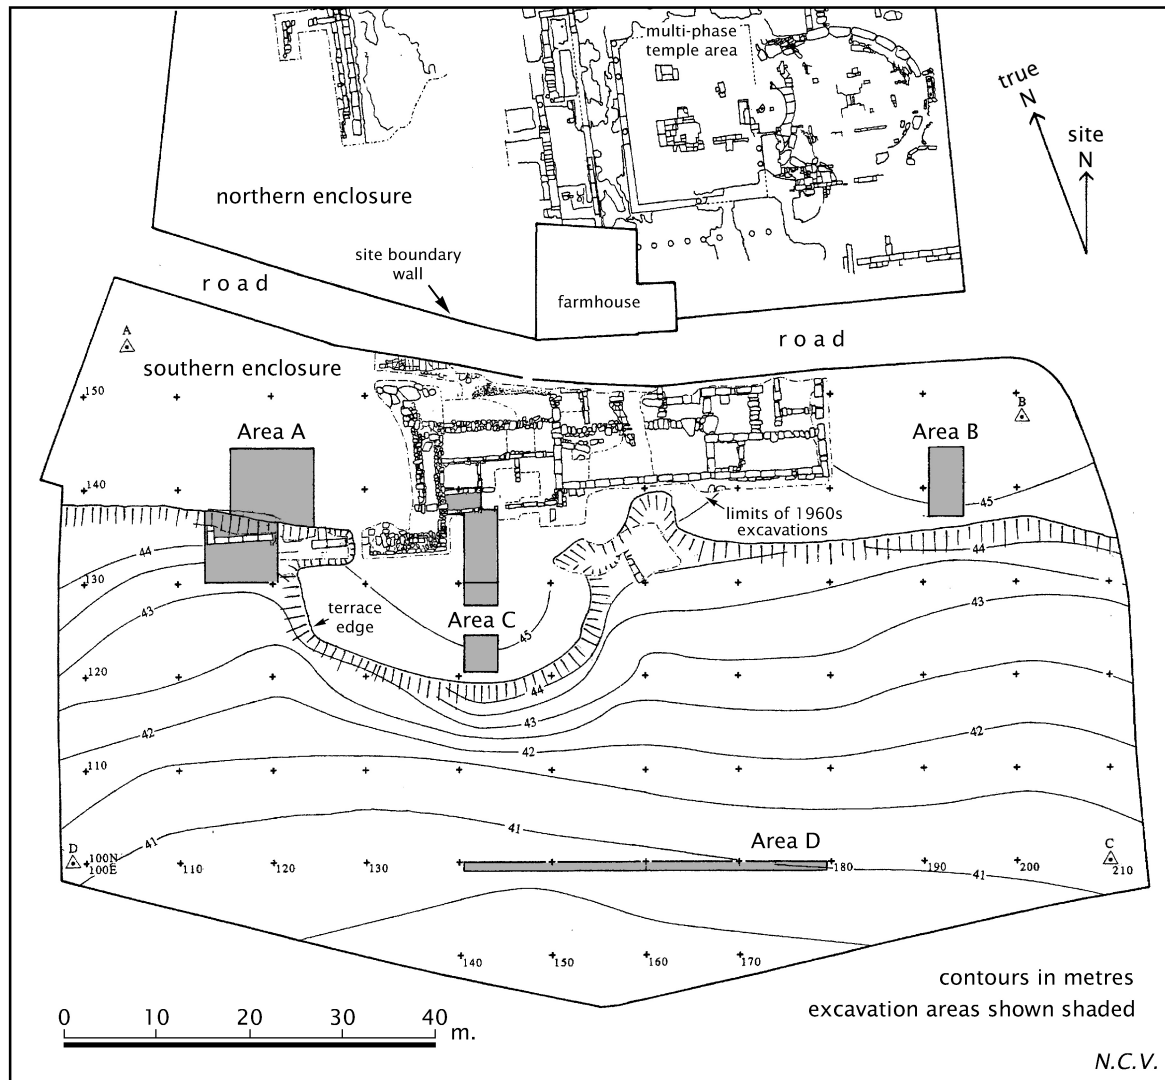 multi-phase
temple area
true
N
site
N
northern enclosure
site boundary
wall
road
farmhouse
road
A
southern enclosure
150
B
Area A
Area B
140
45
limits of 1960s
excavations
44
44
130
43
terrace
edge
Area C
45
43
120
44
43
42
42
42
110
41
41
Area D
D
100N
100E
110
120
130
180
190
200
C
210
41
140
150
160
170
contours in metres
excavation areas shown shaded
0 10 20 30 40 m.
N.C.V.